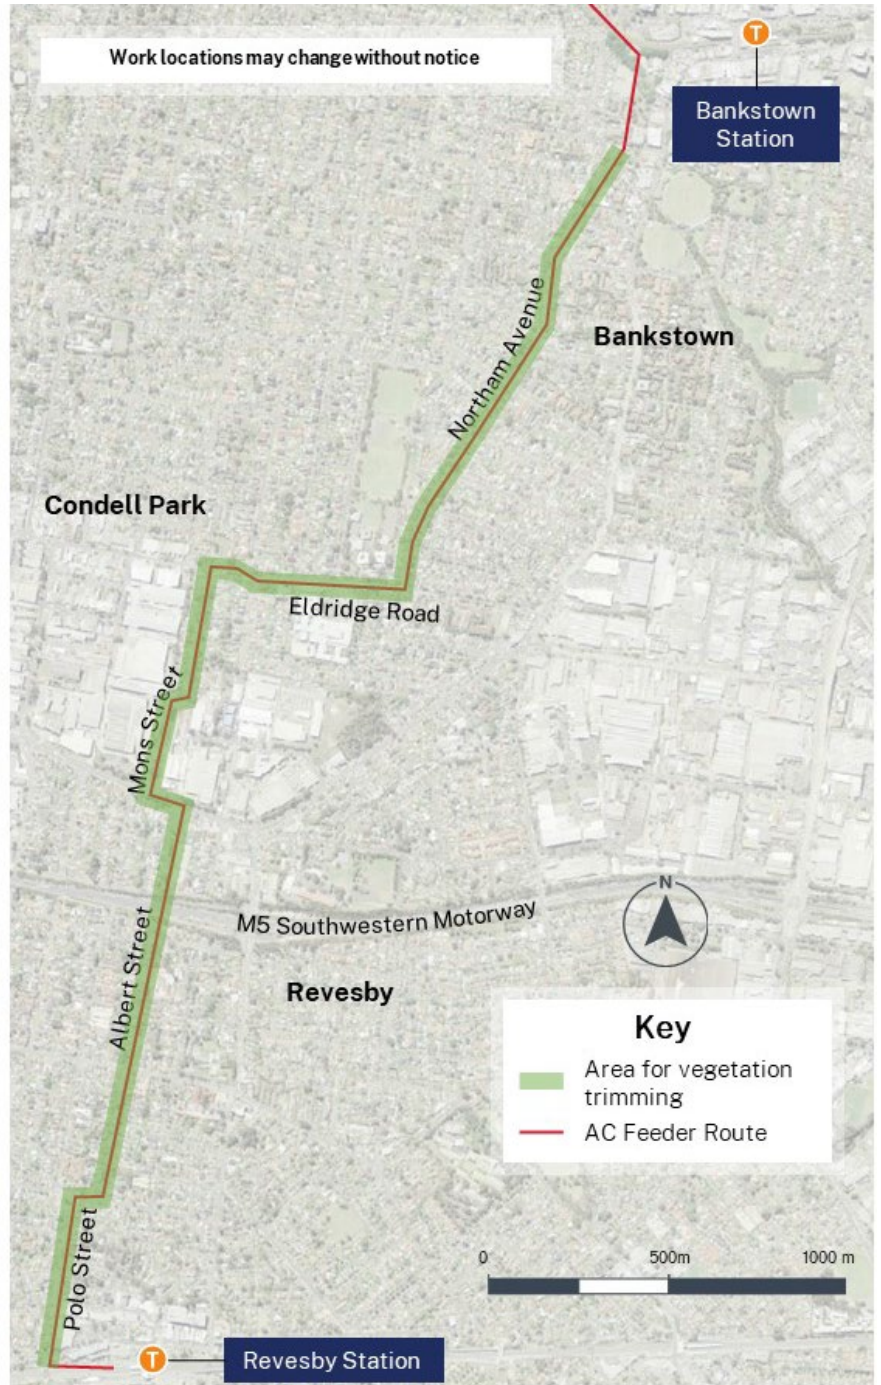 Work locations may change without notice
T
Bankstown
Station
Northam Avenue
Bankstown
Condell Park
Eldridge Road
Mons Street
N
M5 Southwestern Motorway
Albert Street
Revesby
Key
Area for vegetation
trimming
AC Feeder Route
Polo Street
0 500m 1000 m
T
Revesby Station